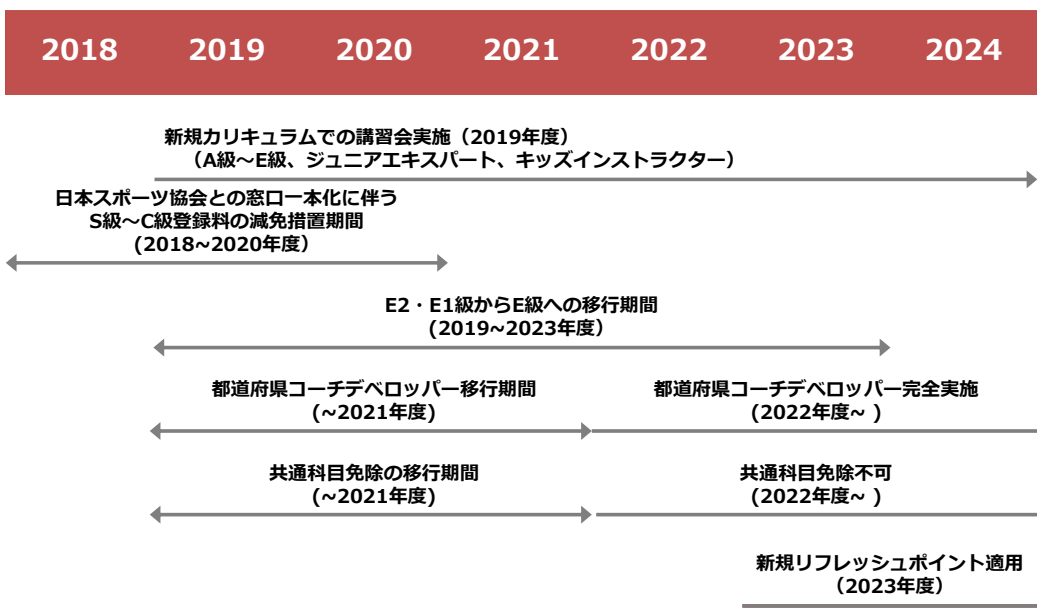 2018 2019 2020 2021 2022 2023 2024
新規カリキュラムでの講習会実施（2019年度）
（A級～E級、ジュニアエキスパート、キッズインストラクター）
日本スポーツ協会との窓口一本化に伴う
S級～C級登録料の減免措置期間
(2018~2020年度）
E2・E1級からE級への移行期間
(2019~2023年度）
都道府県コーチデベロッパー移行期間
(~2021年度)
都道府県コーチデベロッパー完全実施
(2022年度~ )
共通科目免除の移行期間
(~2021年度)
共通科目免除不可
(2022年度~ )
新規リフレッシュポイント適用
（2023年度）